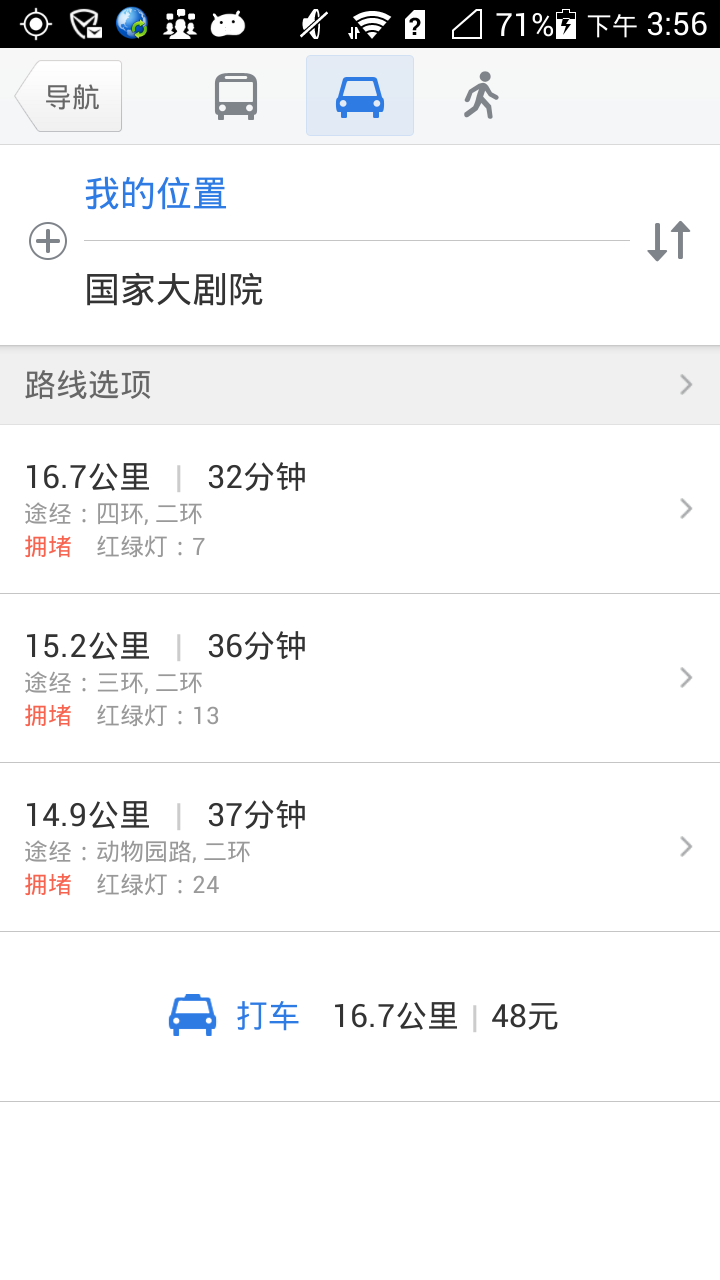 71% 下午 3:56
导航
我的位置
国家大剧院
路线选项
16.7公里 | 32分钟
途经：四环, 二环
拥堵 红绿灯：7
15.2公里 | 36分钟
途经：三环, 二环
拥堵 红绿灯：13
14.9公里 | 37分钟
途经：动物园路, 二环
拥堵 红绿灯：24
打车 16.7公里 | 48元